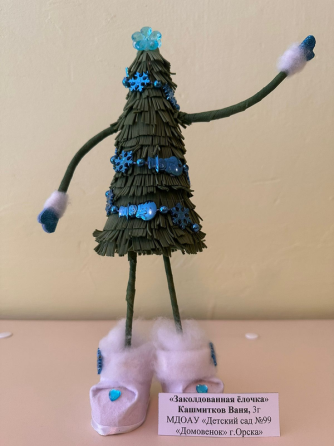 «Заколдованная ёлочка»
Кашмитков Ваня, 3г
МДОАУ «Детский сад №99
«Домовенок» г.Орска»